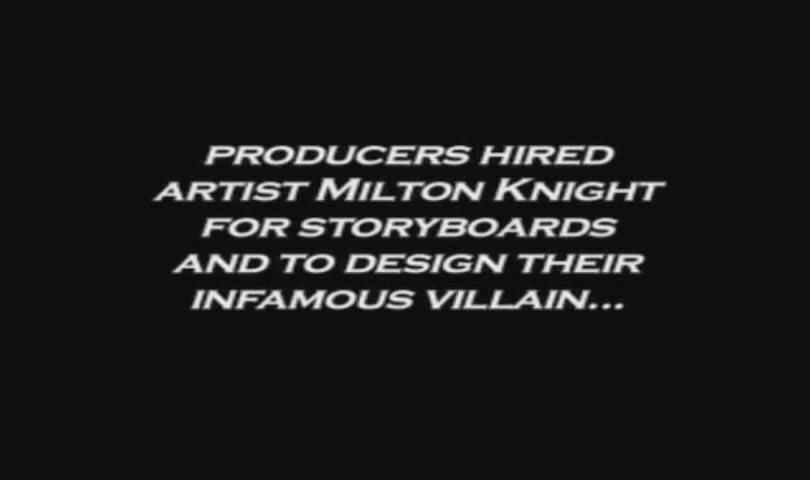 PRODUCERS HIRED
ARTIST MILTON KNIGHT
FOR STORYBOARDS
AND TO DESIGN THEIR
INFAMOUS VILLAIN...